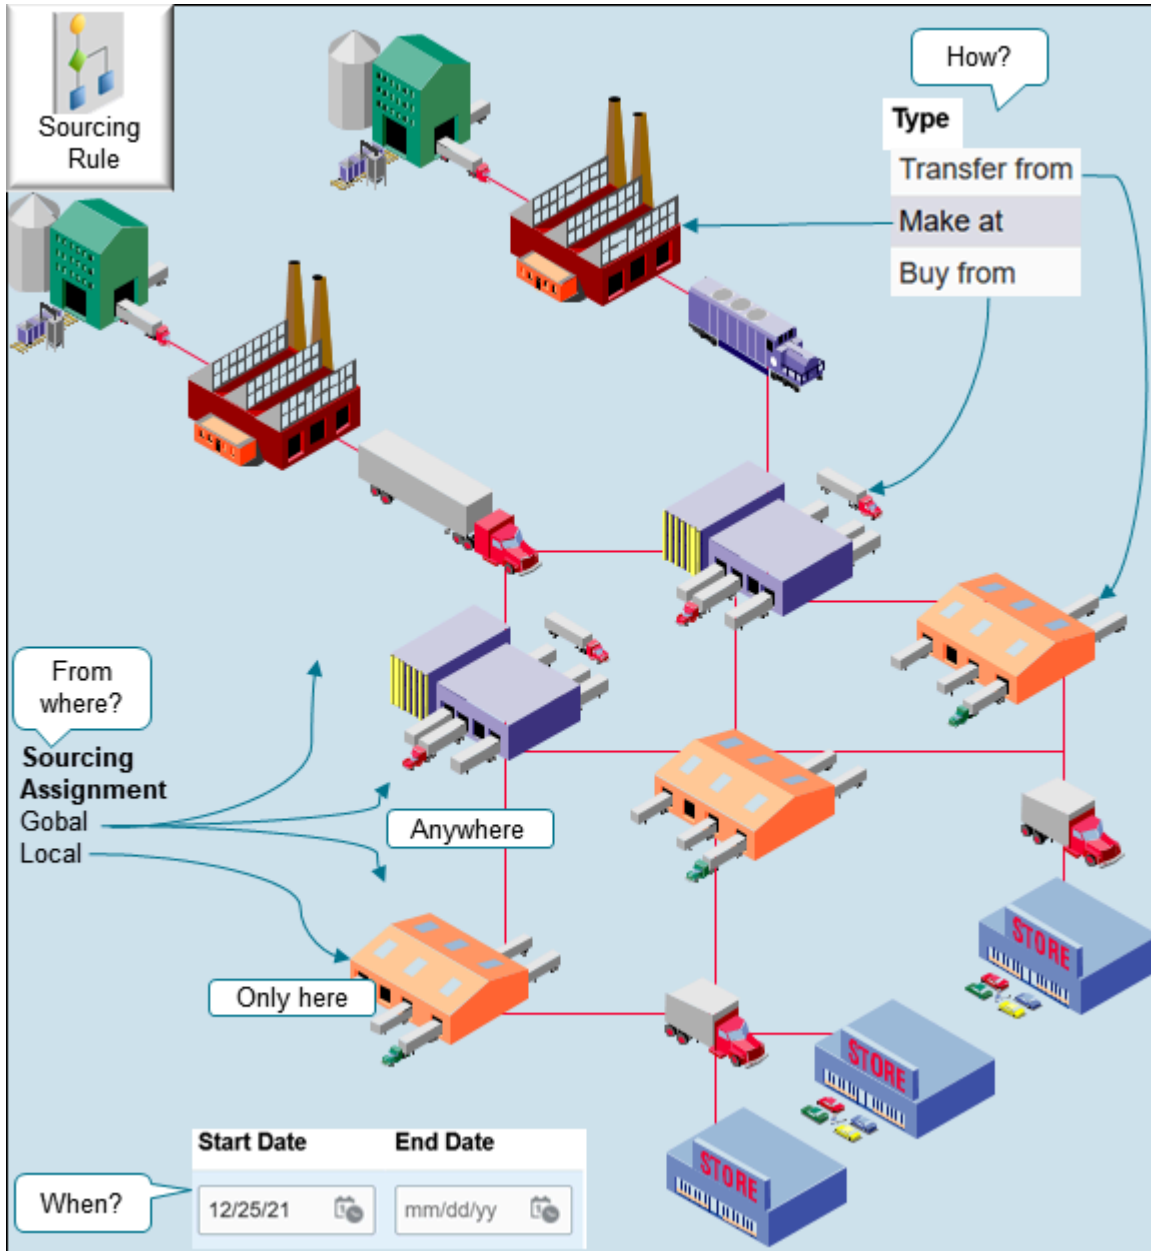 Sourcing
Rule
How?
Type
Transfer from
Make at
Buy from
From
where?
Sourcing
Assignment
Gobal
Local
Anywhere
Only here
STORE
STORE
STORE
Start Date
End Date
When?
12/25/21
mm/dd/yy